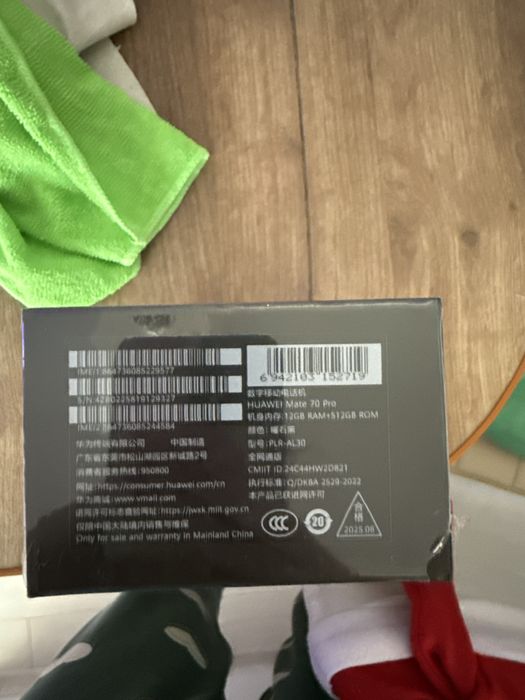 IMEI1 864736085229577
S/N:42B0225818129327
IMEI2 864736085244584
华为终端有限公司 中国制造
广东省东莞市松山湖园区新城路2号
消费者服务热线:950800
网址:https://consumer.huawei.com/cn
华为商城:www.vmall.com
进网许可标志查验网址:https://jwxk.miit.gov.cn
仅限中国大陆境内销售与维保
Only for sale and warranty in Mainland China
6 942103 152719
数字移动电话机
HUAWEI Mate 70 Pro
机身内存:12GB RAM+512GB ROM
颜色:曜石黑
型号:PLR-AL30
全网通版
CMIIT ID:24C44HW2D821
执行标准:Q/DKBA 2528-2022
本产品已获进网许可
CCC
20
合格
2025.08